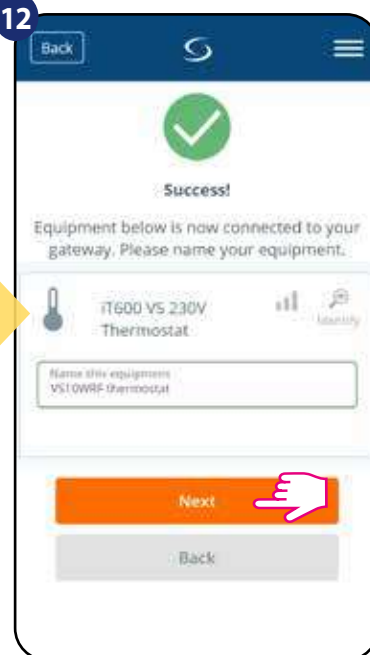 12
Back
Success!
Equipment below is now connected to your
gateway. Please name your equipment.
iT600 VS 230V
Thermostat
Identify
Name this equipment
VS10WRF thermostat
Next
Back